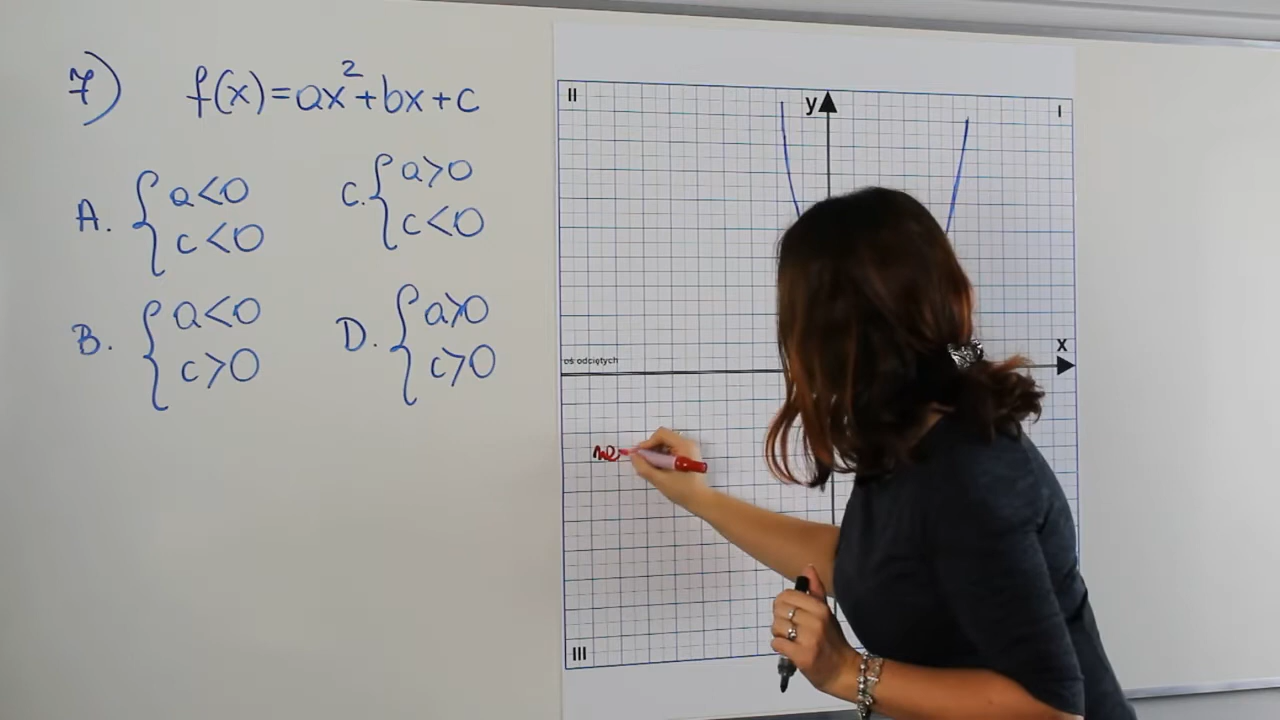 7) f(x)=ax²+bx+c
A. { a<0
c<0
C. { a>0
c<0
B. { a<0
c>0
D. { a>0
c>0
II
y
I
x
oś odciętych
III